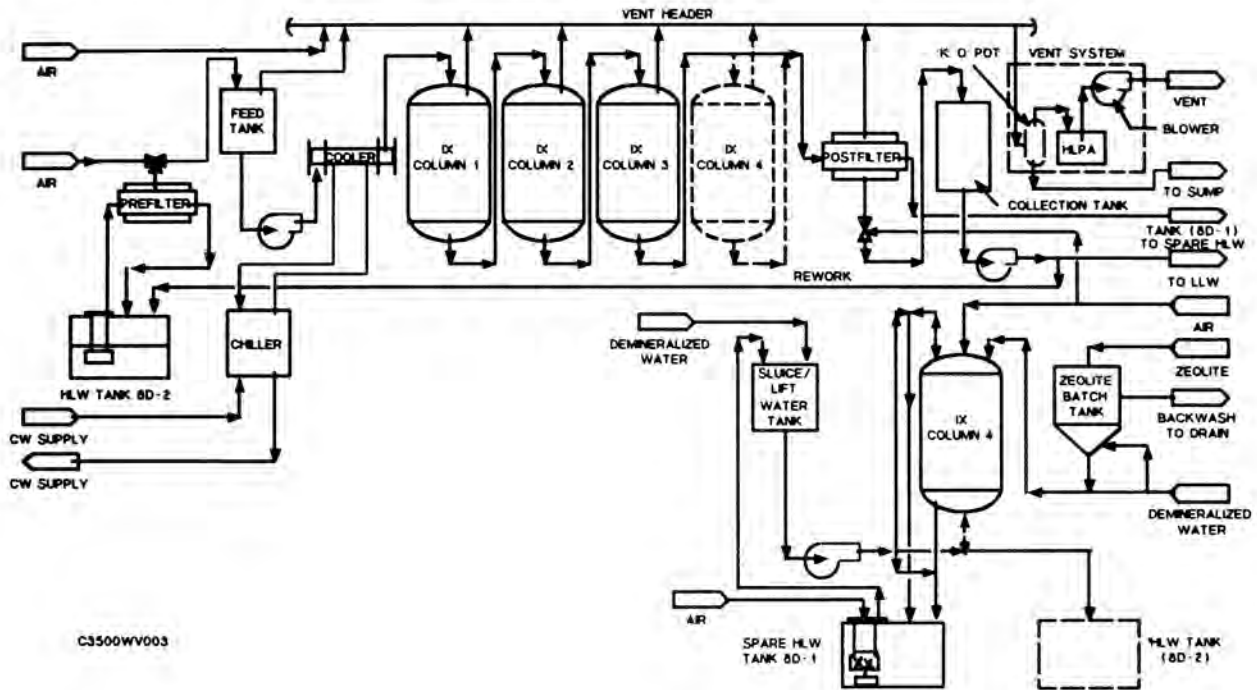 VENT HEADER
AIR
K O POT
VENT SYSTEM
FEED
TANK
VENT
BLOWER
HLPA
AIR
COOLER
IX
COLUMN 1
IX
COLUMN 2
IX
COLUMN 3
IX
COLUMN 4
POSTFILTER
PREFILTER
TO SUMP
COLLECTION TANK
TANK (8D-1)
TO SPARE HLW
REWORK
TO LLW
DEMINERALIZED
WATER
AIR
CHILLER
ZEOLITE
HLW TANK 8D-2
SLUICE/
LIFT
WATER
TANK
ZEOLITE
BATCH
TANK
BACKWASH
TO DRAIN
CW SUPPLY
IX
COLUMN 4
CW SUPPLY
DEMINERALIZED
WATER
AIR
C3500WV003
SPARE HLW
TANK 8D-1
HLW TANK
(8D-2)